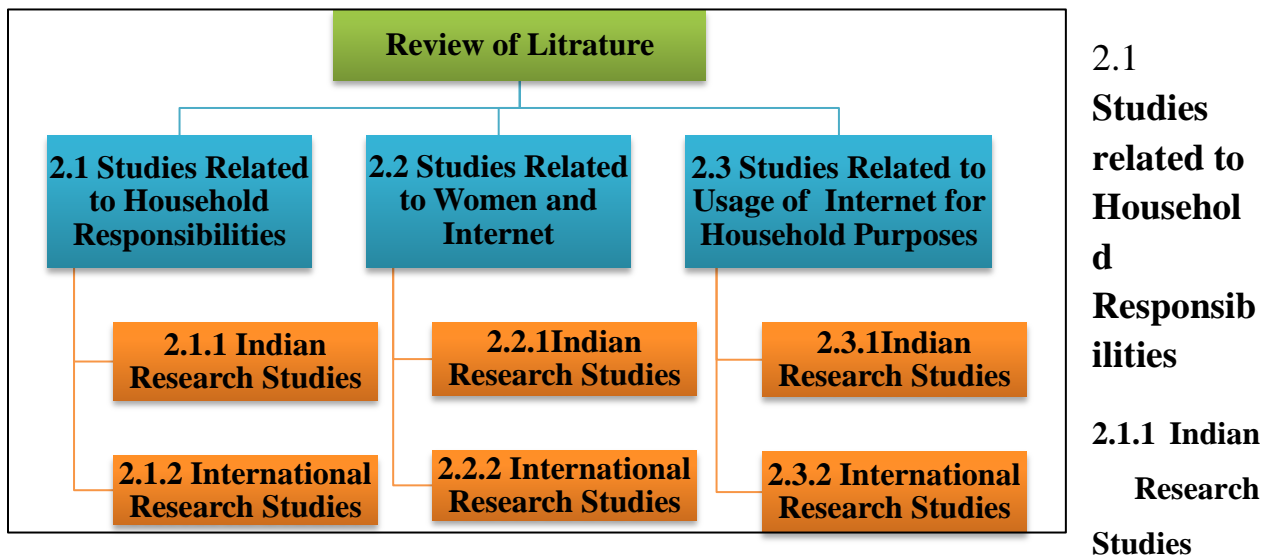 Review of Litrature
2.1 Studies Related
to Household
Responsibilities
2.2 Studies Related
to Women and
Internet
2.3 Studies Related to
Usage of Internet for
Household Purposes
2.1.1 Indian
Research Studies
2.2.1Indian
Research Studies
2.3.1Indian
Research Studies
2.1.2 International
Research Studies
2.2.2 International
Research Studies
2.3.2 International
Research Studies
2.1
Studies
related to
Househol
d
Responsib
ilities
2.1.1 Indian
Research
Studies